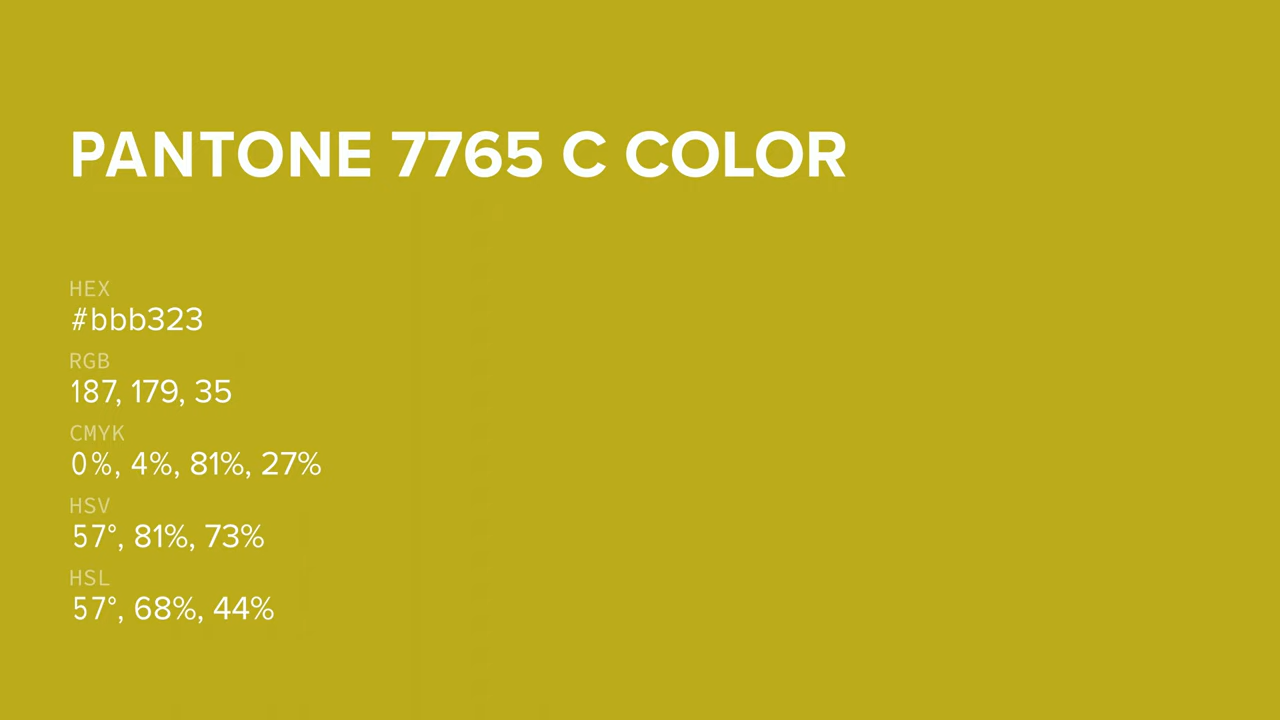 PANTONE 7765 C COLOR
HEX
#bbb323
RGB
187, 179, 35
CMYK
0%, 4%, 81%, 27%
HSV
57°, 81%, 73%
HSL
57°, 68%, 44%